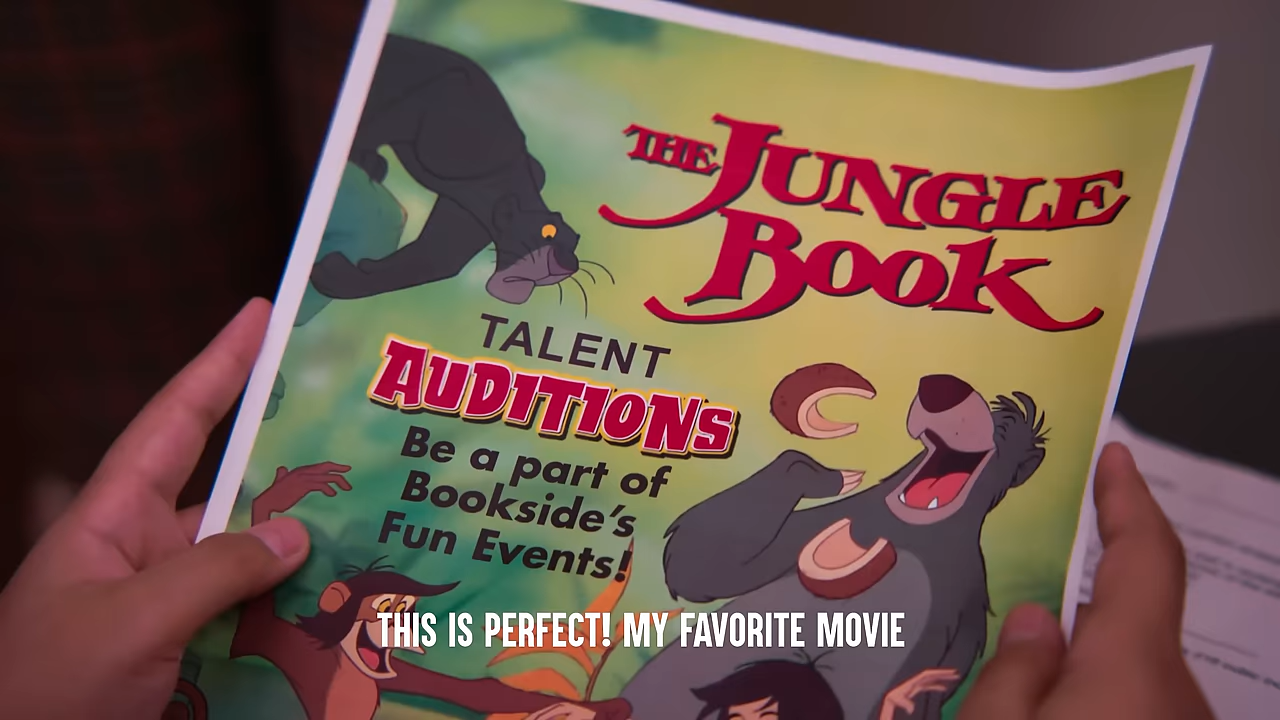 THE JUNGLE
BOOK
TALENT
AUDITIONS
Be a part of
Bookside's
Fun Events!
THIS IS PERFECT! MY FAVORITE MOVIE